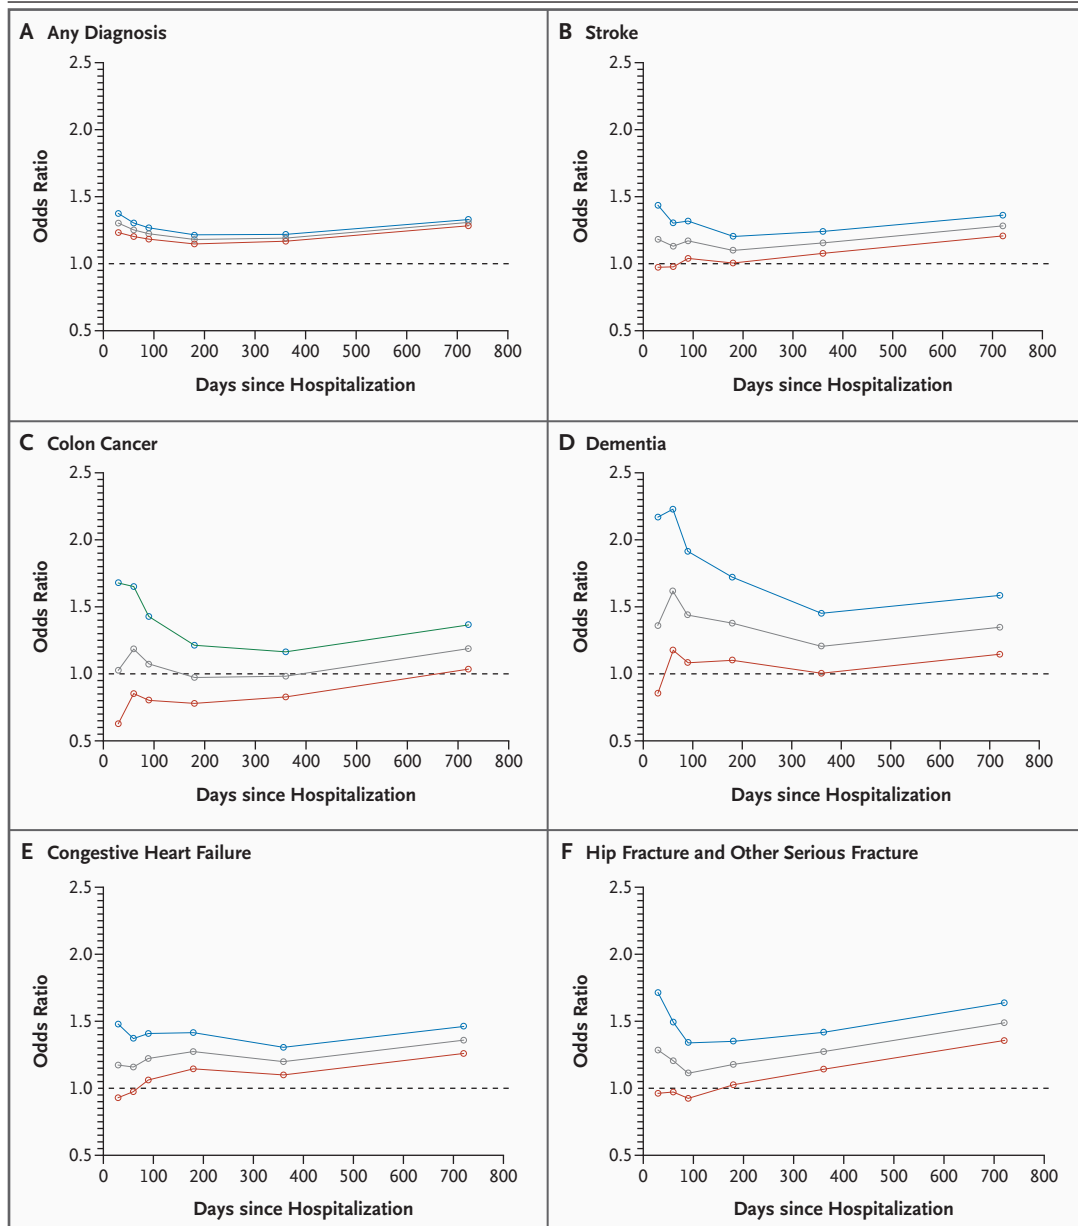 A Any Diagnosis
2.5
2.0
1.5
1.0
0.5
Odds Ratio
0 100 200 300 400 500 600 700 800
Days since Hospitalization
B Stroke
2.5
2.0
1.5
1.0
0.5
Odds Ratio
0 100 200 300 400 500 600 700 800
Days since Hospitalization
C Colon Cancer
2.5
2.0
1.5
1.0
0.5
Odds Ratio
0 100 200 300 400 500 600 700 800
Days since Hospitalization
D Dementia
2.5
2.0
1.5
1.0
0.5
Odds Ratio
0 100 200 300 400 500 600 700 800
Days since Hospitalization
E Congestive Heart Failure
2.5
2.0
1.5
1.0
0.5
Odds Ratio
0 100 200 300 400 500 600 700 800
Days since Hospitalization
F Hip Fracture and Other Serious Fracture
2.5
2.0
1.5
1.0
0.5
Odds Ratio
0 100 200 300 400 500 600 700 800
Days since Hospitalization